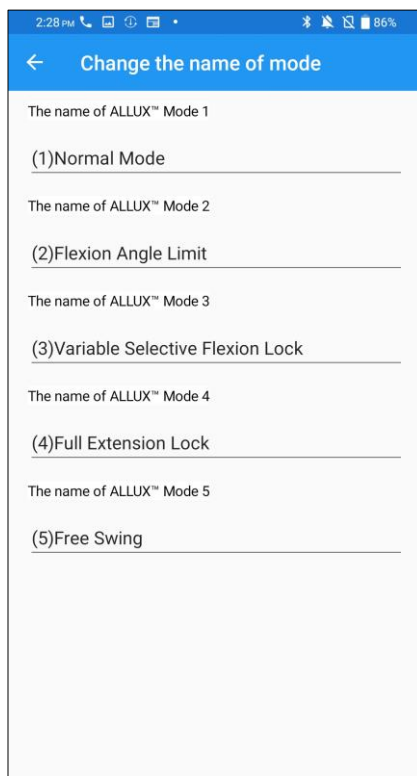 2:28 PM
86%
Change the name of mode
The name of ALLUX™ Mode 1
(1)Normal Mode
The name of ALLUX™ Mode 2
(2)Flexion Angle Limit
The name of ALLUX™ Mode 3
(3)Variable Selective Flexion Lock
The name of ALLUX™ Mode 4
(4)Full Extension Lock
The name of ALLUX™ Mode 5
(5)Free Swing